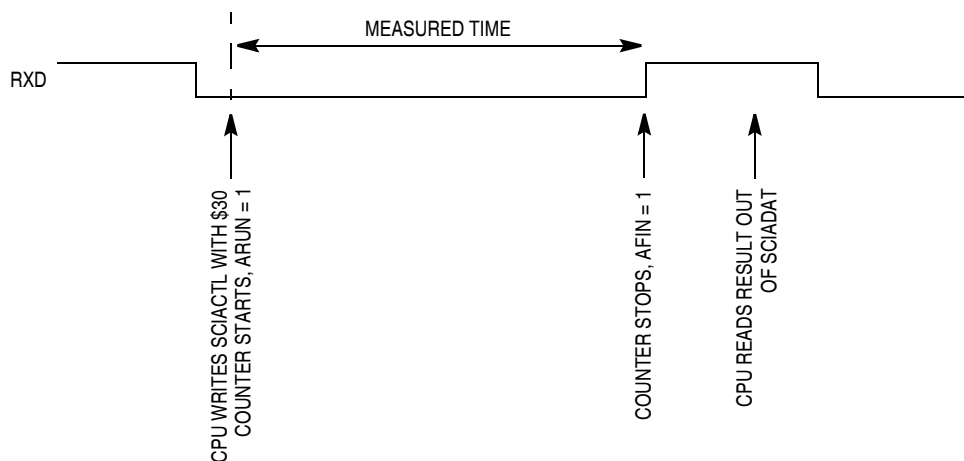 MEASURED TIME
RXD
CPU WRITES SCIACTL WITH $30
COUNTER STARTS, ARUN = 1
COUNTER STOPS, AFIN = 1
CPU READS RESULT OUT
OF SCIADAT